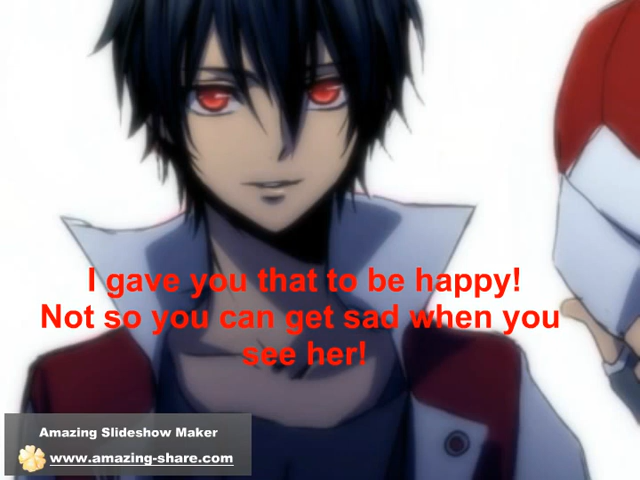 I gave you that to be happy!
Not so you can get sad when you
see her!
Amazing Slideshow Maker
www.amazing-share.com